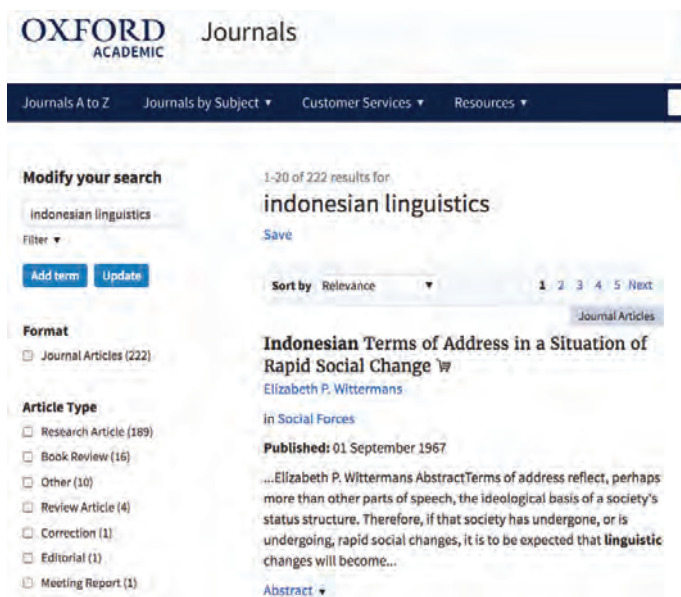 OXFORD
ACADEMIC
Journals
Journals A to Z
Journals by Subject
Customer Services
Resources
Modify your search
indonesian linguistics
Filter
Add term
Update
Format
Journal Articles (222)
Article Type
Research Article (189)
Book Review (16)
Other (10)
Review Article (4)
Correction (1)
Editorial (1)
Meeting Report (1)
1-20 of 222 results for
indonesian linguistics
Save
Sort by Relevance
1 2 3 4 5 Next
Journal Articles
Indonesian Terms of Address in a Situation of
Rapid Social Change
Elizabeth P. Wittermans
in Social Forces
Published: 01 September 1967
...Elizabeth P. Wittermans AbstractTerms of address reflect, perhaps
more than other parts of speech, the ideological basis of a society's
status structure. Therefore, if that society has undergone, or is
undergoing, rapid social changes, it is to be expected that linguistic
changes will become...
Abstract